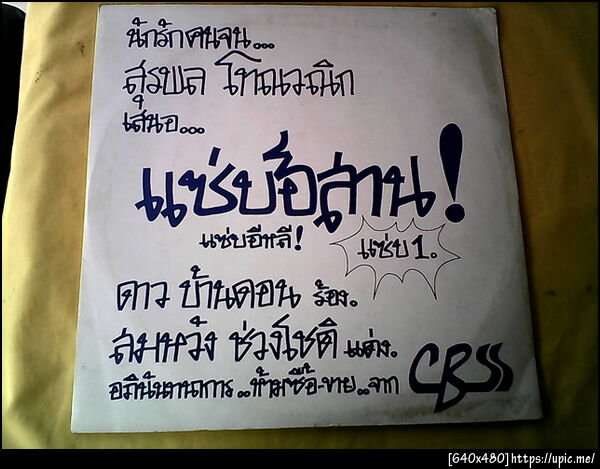 นักรักคนจน...
สุรพล โทณวณิก
เสนอ...
แซ่บอีสาน!
แซ่บอีหลี!
แซ่บ 1.
ดาว บ้านดอน ร้อง.
สมหวัง ช่วงโชติ แต่ง.
อภินันทนาการ..ห้ามซื้อ-ขาย..จาก CBSS
[640x480]https://upic.me/